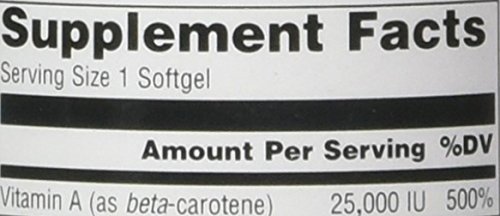 Supplement Facts
Serving Size 1 Softgel
Amount Per Serving %DV
Vitamin A (as beta-carotene) 25,000 IU 500%